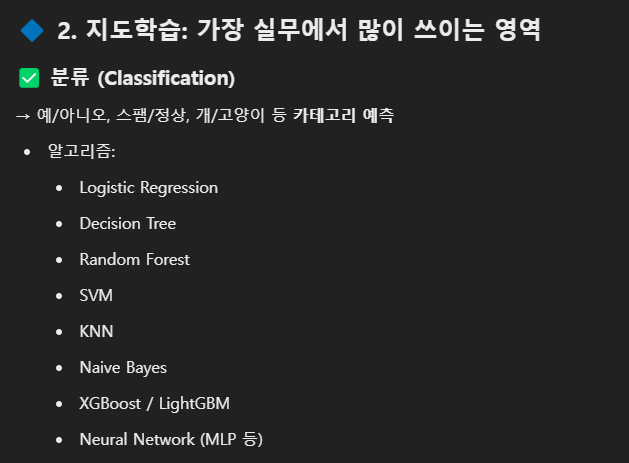 2. 지도학습: 가장 실무에서 많이 쓰이는 영역
분류 (Classification)
→ 예/아니오, 스팸/정상, 개/고양이 등 카테고리 예측
• 알고리즘:
• Logistic Regression
• Decision Tree
• Random Forest
• SVM
• KNN
• Naive Bayes
• XGBoost / LightGBM
• Neural Network (MLP 등)